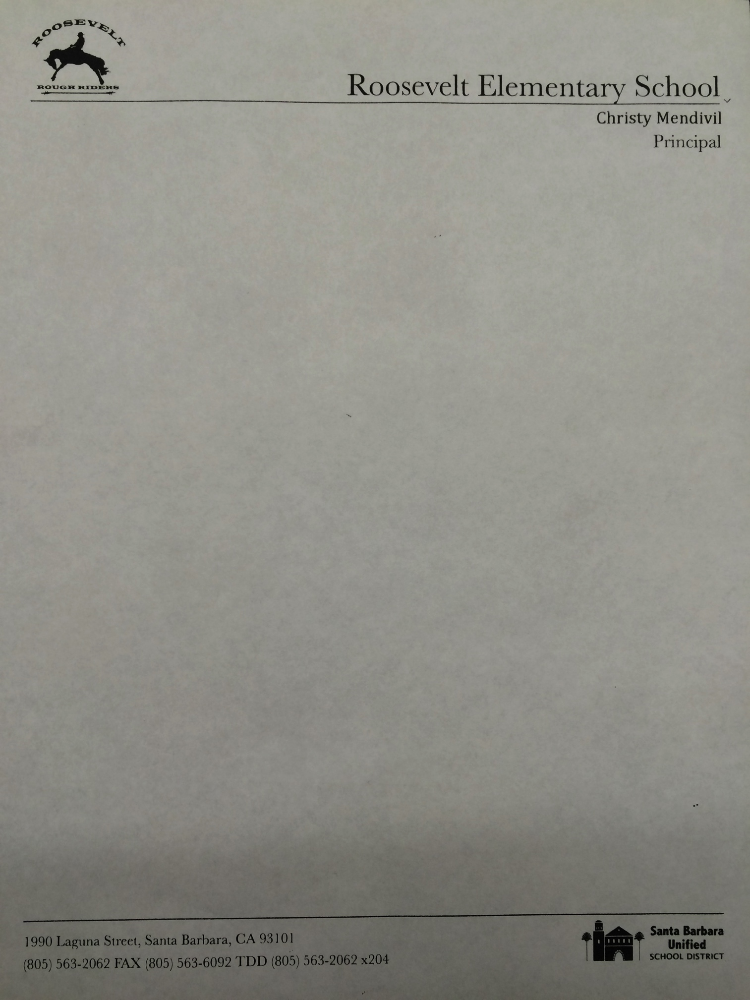 ROOSEVELT
ROUGH RIDERS
Roosevelt Elementary School
Christy Mendivil
Principal
1990 Laguna Street, Santa Barbara, CA 93101
(805) 563-2062 FAX (805) 563-6092 TDD (805) 563-2062 x204
Santa Barbara
Unified
SCHOOL DISTRICT